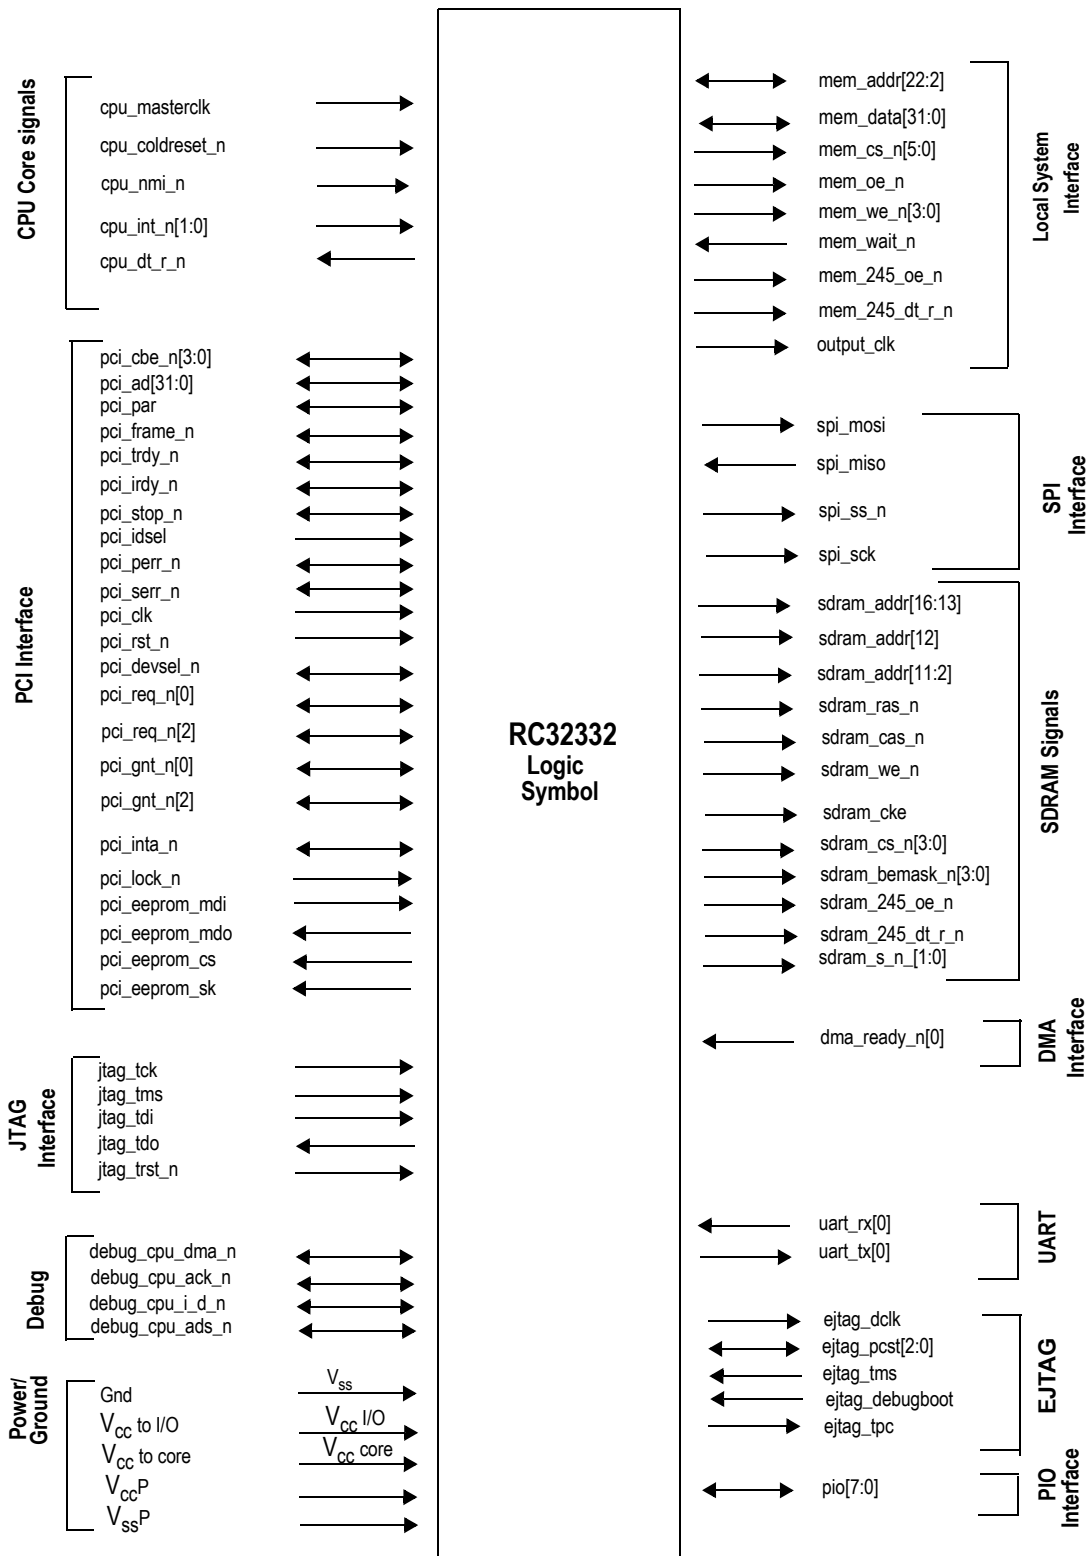 CPU Core signals
cpu_masterclk
cpu_coldreset_n
cpu_nmi_n
cpu_int_n[1:0]
cpu_dt_r_n
PCI Interface
pci_cbe_n[3:0]
pci_ad[31:0]
pci_par
pci_frame_n
pci_trdy_n
pci_irdy_n
pci_stop_n
pci_idsel
pci_perr_n
pci_serr_n
pci_clk
pci_rst_n
pci_devsel_n
pci_req_n[0]
pci_req_n[2]
pci_gnt_n[0]
pci_gnt_n[2]
pci_inta_n
pci_lock_n
pci_eeprom_mdi
pci_eeprom_mdo
pci_eeprom_cs
pci_eeprom_sk
JTAG
Interface
jtag_tck
jtag_tms
jtag_tdi
jtag_tdo
jtag_trst_n
Debug
debug_cpu_dma_n
debug_cpu_ack_n
debug_cpu_i_d_n
debug_cpu_ads_n
Power/
Ground
Gnd
Vss
Vcc to I/O
Vcc I/O
Vcc to core
Vcc core
VccP
VssP
RC32332
Logic
Symbol
mem_addr[22:2]
mem_data[31:0]
mem_cs_n[5:0]
mem_oe_n
mem_we_n[3:0]
mem_wait_n
mem_245_oe_n
mem_245_dt_r_n
output_clk
Local System
Interface
spi_mosi
spi_miso
spi_ss_n
spi_sck
SPI
Interface
sdram_addr[16:13]
sdram_addr[12]
sdram_addr[11:2]
sdram_ras_n
sdram_cas_n
sdram_we_n
sdram_cke
sdram_cs_n[3:0]
sdram_bemask_n[3:0]
sdram_245_oe_n
sdram_245_dt_r_n
sdram_s_n_[1:0]
SDRAM Signals
dma_ready_n[0]
DMA
Interface
uart_rx[0]
uart_tx[0]
UART
ejtag_dclk
ejtag_pcst[2:0]
ejtag_tms
ejtag_debugboot
ejtag_tpc
EJTAG
pio[7:0]
PIO
Interface